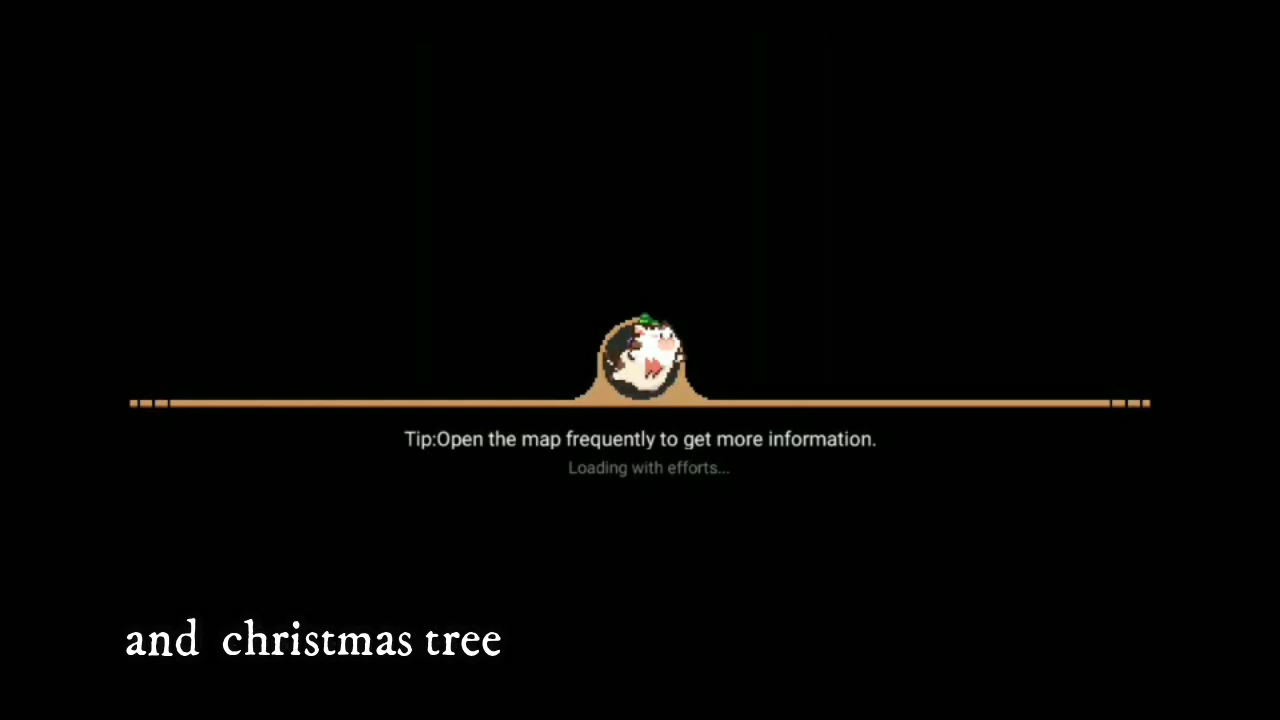 Tip:Open the map frequently to get more information.
Loading with efforts...
and christmas tree